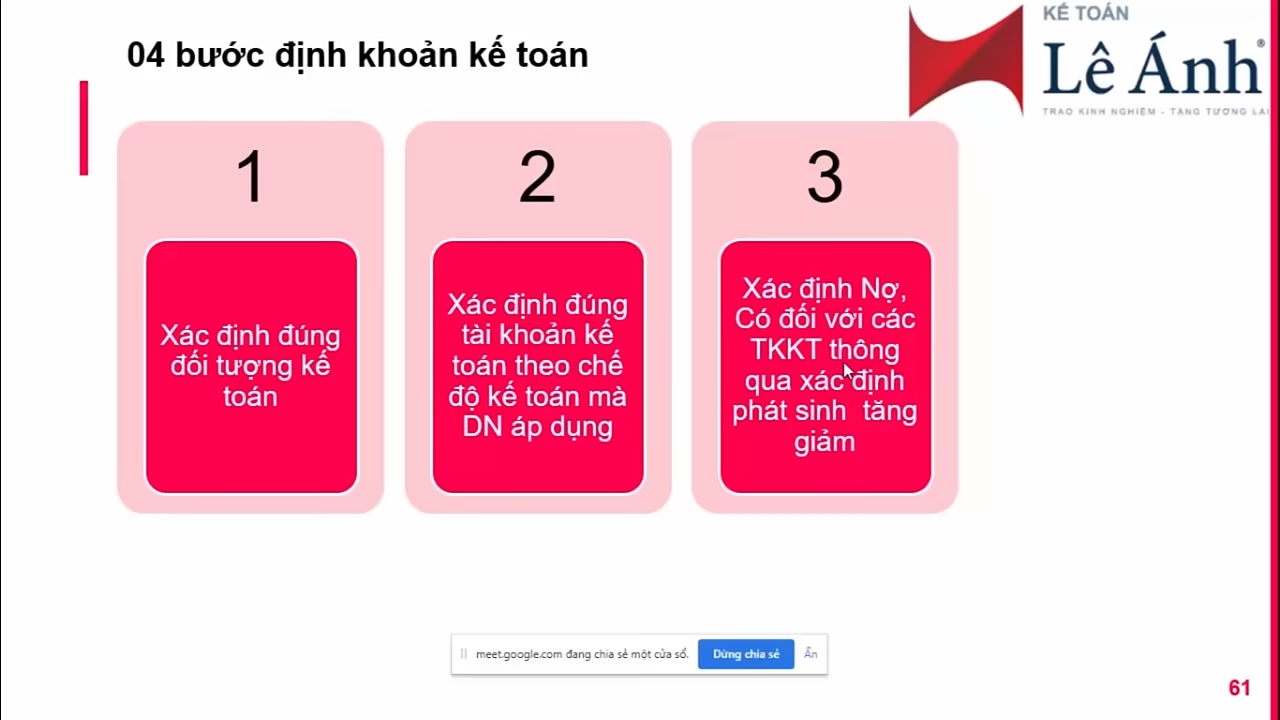 04 bước định khoản kế toán
KẾ TOÁN
Lê Ánh®
TRAO KINH NGHIỆM - TẶNG TƯƠNG LAI
1
Xác định đúng
đối tượng kế
toán
2
Xác định đúng
tài khoản kế
toán theo chế
độ kế toán mà
DN áp dụng
3
Xác định Nợ,
Có đối với các
TKKT thông
qua xác định
phát sinh tăng
giảm
meet.google.com đang chia sẻ một cửa sổ.
Dừng chia sẻ
Ẩn
61